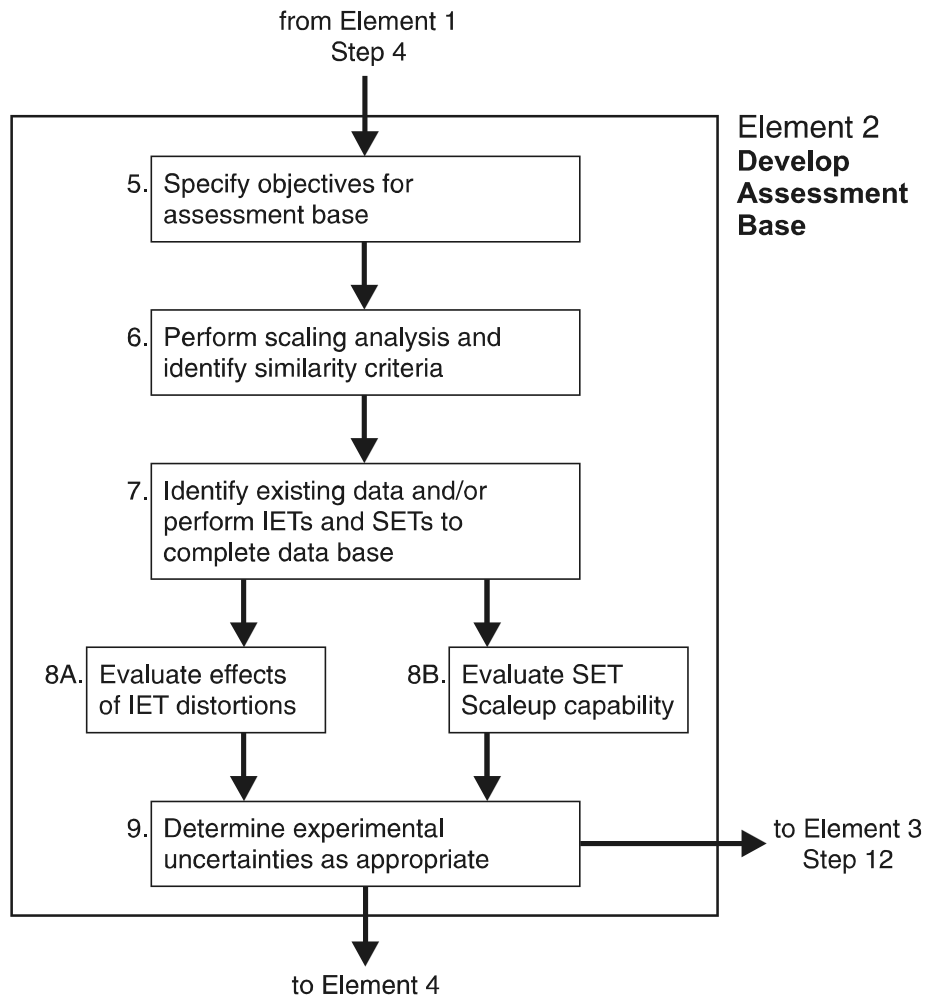 from Element 1
Step 4
Element 2
Develop
Assessment
Base
5. Specify objectives for
assessment base
6. Perform scaling analysis and
identify similarity criteria
7. Identify existing data and/or
perform IETs and SETs to
complete data base
8A. Evaluate effects
of IET distortions
8B. Evaluate SET
Scaleup capability
9. Determine experimental
uncertainties as appropriate
to Element 3
Step 12
to Element 4